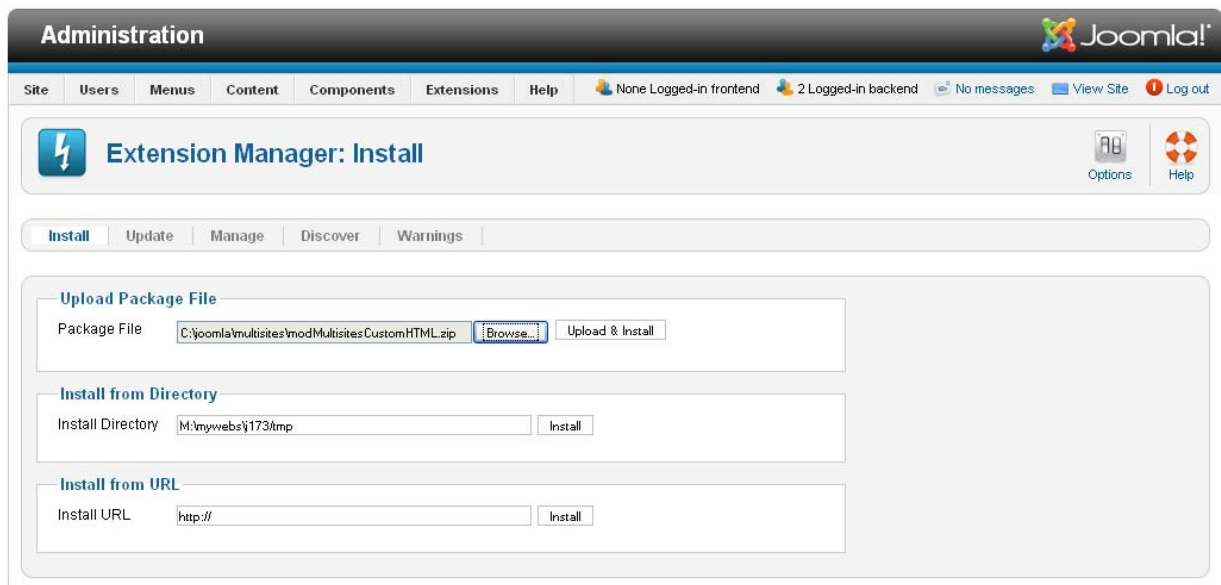 Administration
Joomla!
Site Users Menus Content Components Extensions Help None Logged-in frontend 2 Logged-in backend No messages View Site Log out
Extension Manager: Install
Options
Help
Install Update Manage Discover Warnings
Upload Package File
Package File C:\joomla\multisites\modMultisitesCustomHTML.zip Browse... Upload & Install
Install from Directory
Install Directory M:\mywebs\j173/tmp Install
Install from URL
Install URL http:// Install